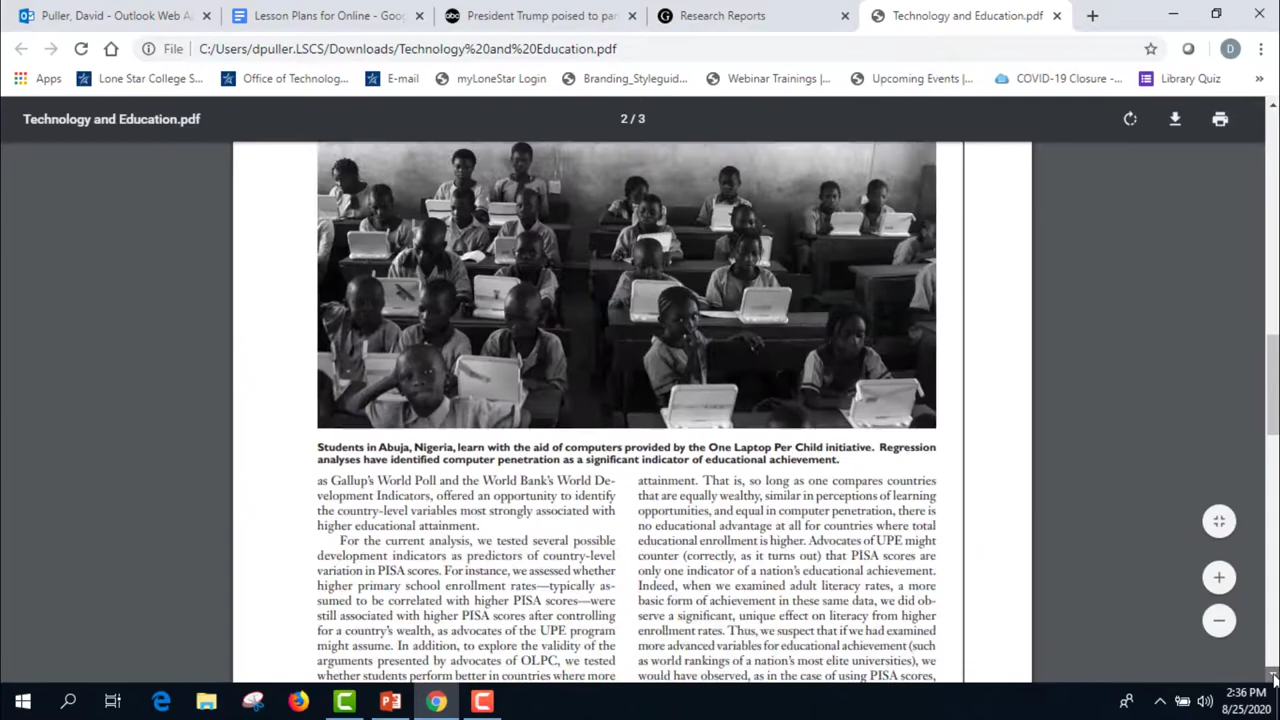 Puller, David - Outlook Web A
Lesson Plans for Online - Goo
President Trump poised to par
Research Reports
Technology and Education.pdf
File
C:/Users/dpuller.LSCS/Downloads/Technology%20and%20Education.pdf
D
Apps
Lone Star College S...
Office of Technolog...
E-mail
myLoneStar Login
Branding_Styleguid...
Webinar Trainings |...
Upcoming Events |...
COVID-19 Closure -...
Library Quiz
»
Technology and Education.pdf
2 / 3
Students in Abuja, Nigeria, learn with the aid of computers provided by the One Laptop Per Child initiative. Regression
analyses have identified computer penetration as a significant indicator of educational achievement.
as Gallup's World Poll and the World Bank's World De-
velopment Indicators, offered an opportunity to identify
the country-level variables most strongly associated with
higher educational attainment.
For the current analysis, we tested several possible
development indicators as predictors of country-level
variation in PISA scores. For instance, we assessed whether
higher primary school enrollment rates—typically as-
sumed to be correlated with higher PISA scores—were
still associated with higher PISA scores after controlling
for a country's wealth, as advocates of the UPE program
might assume. In addition, to explore the validity of the
arguments presented by advocates of OLPC, we tested
whether students perform better in countries where more
attainment. That is, so long as one compares countries
that are equally wealthy, similar in perceptions of learning
opportunities, and equal in computer penetration, there is
no educational advantage at all for countries where total
educational enrollment is higher. Advocates of UPE might
counter (correctly, as it turns out) that PISA scores are
only one indicator of a nation's educational achievement.
Indeed, when we examined adult literacy rates, a more
basic form of achievement in these same data, we did ob-
serve a significant, unique effect on literacy from higher
enrollment rates. Thus, we suspect that if we had examined
more advanced variables for educational achievement (such
as world rankings of a nation's most elite universities), we
would have observed, as in the case of using PISA scores,
2:36 PM
8/25/2020